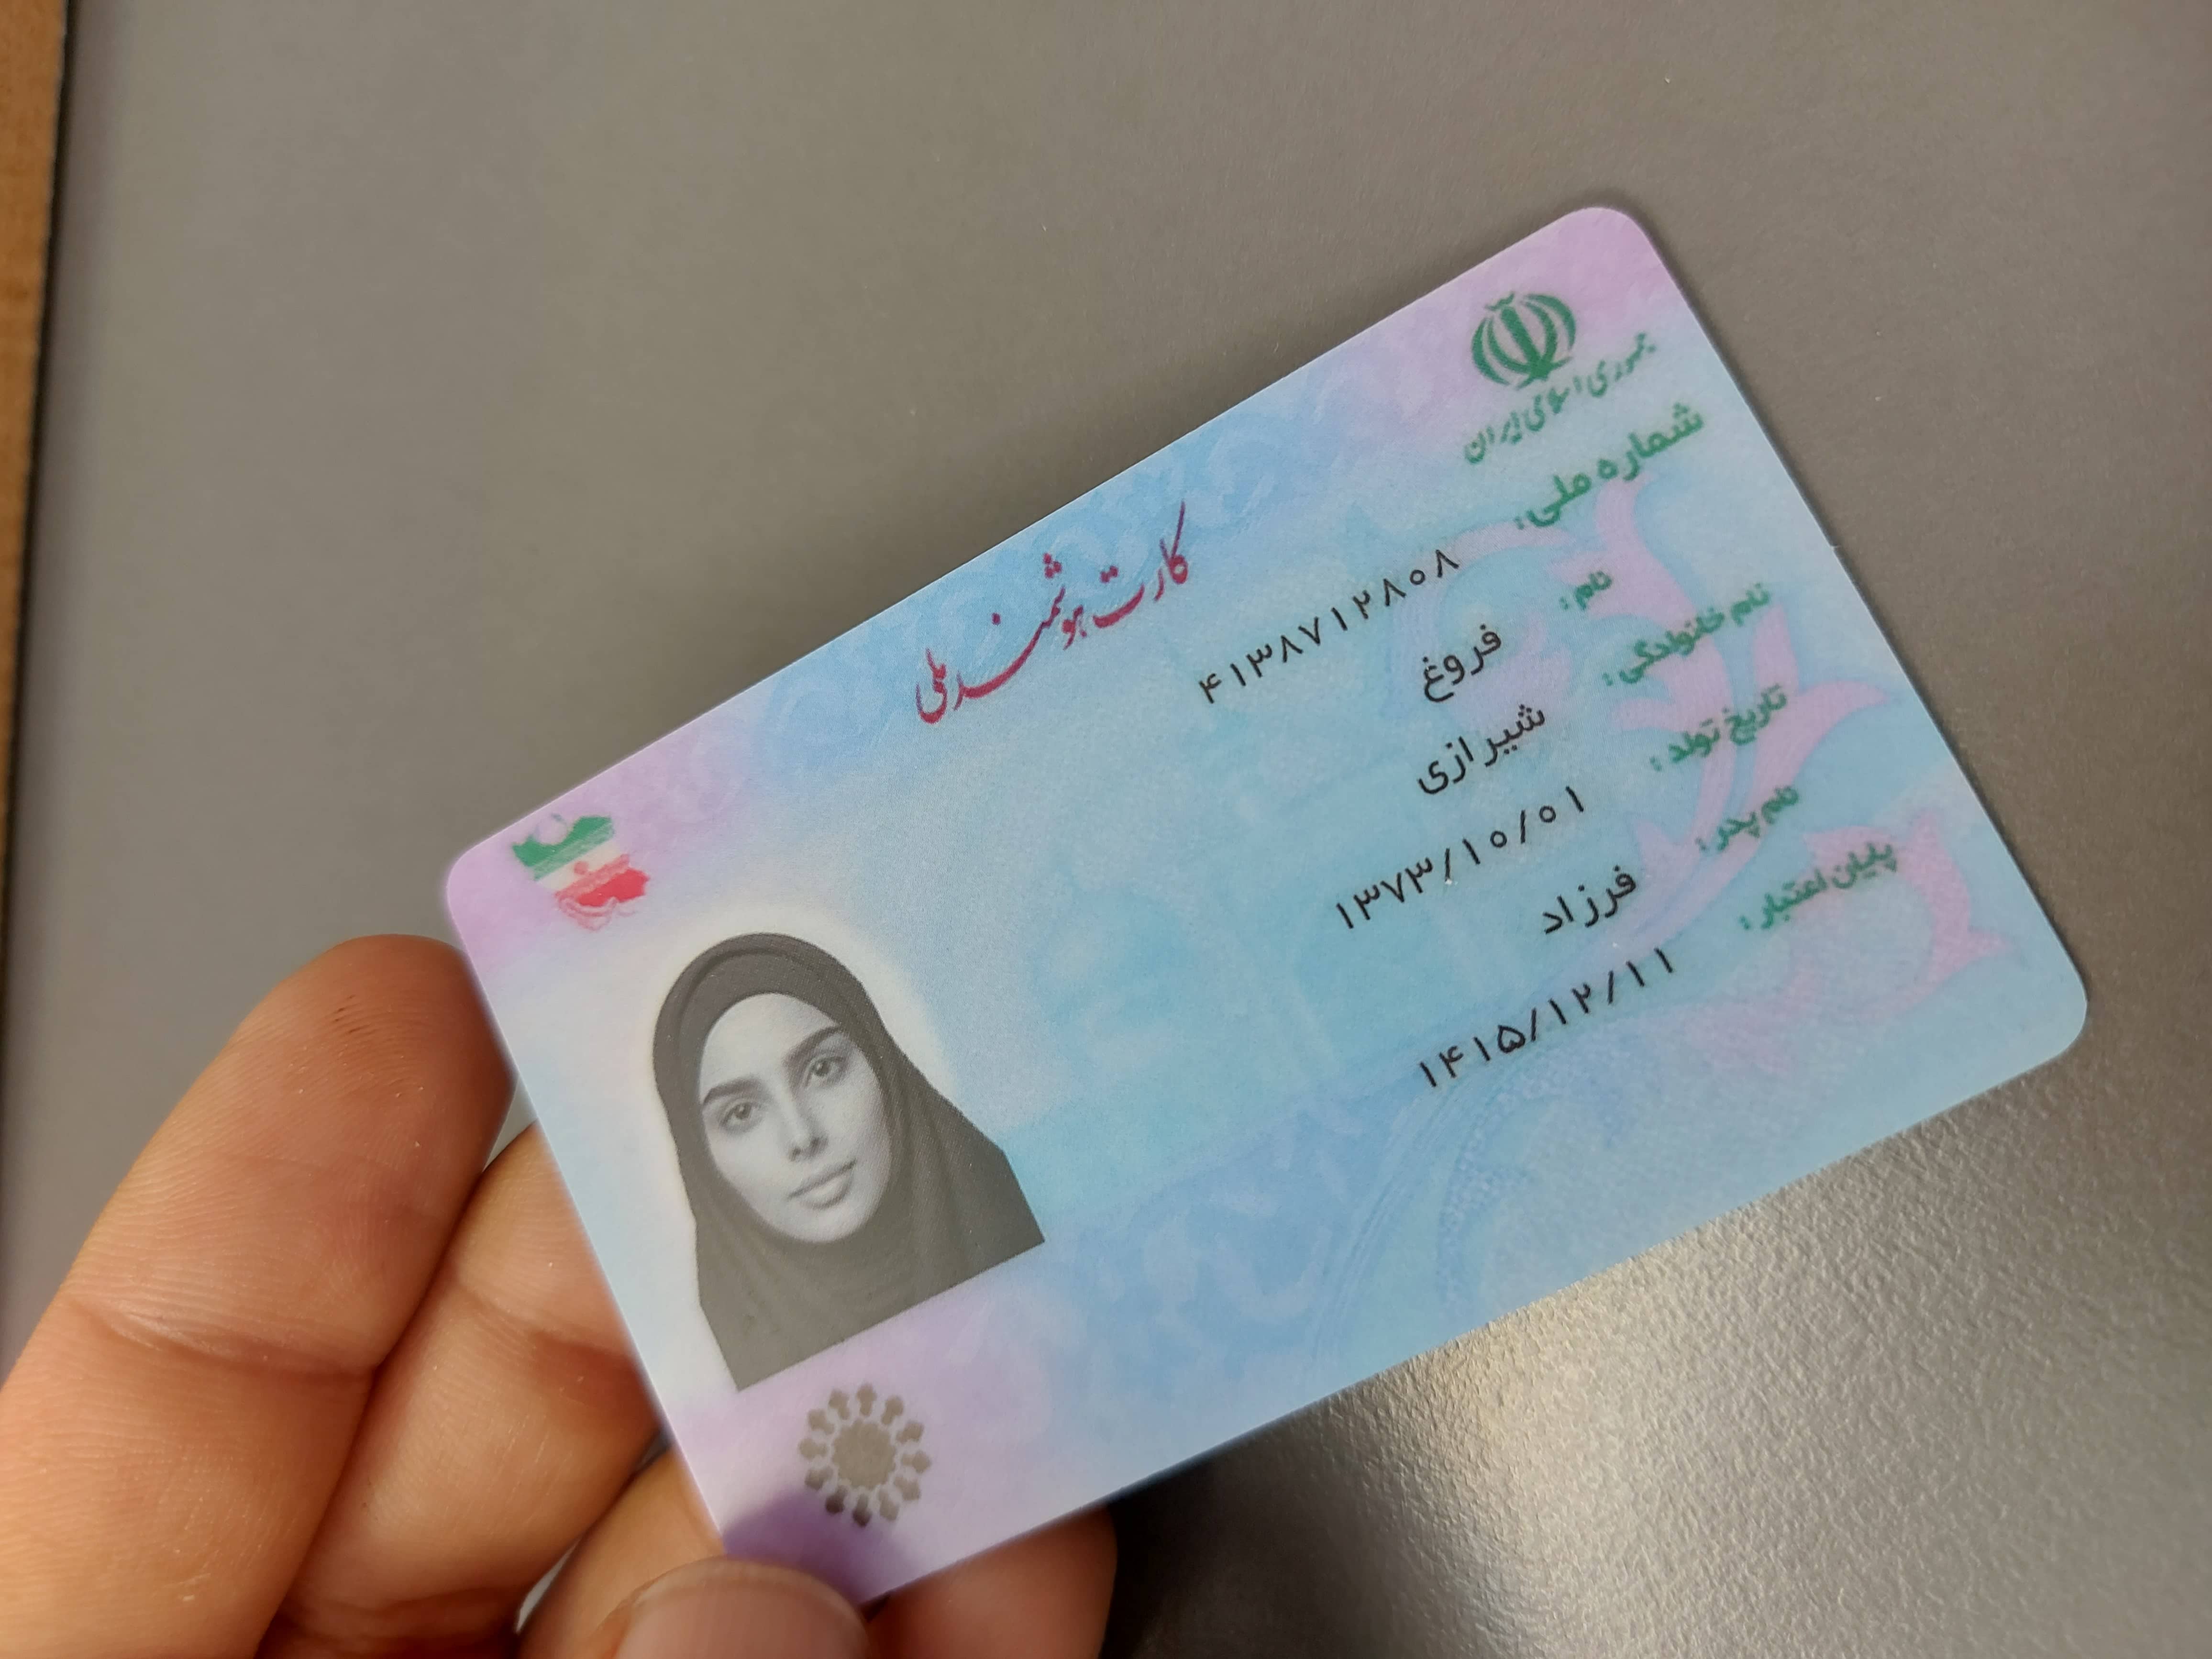 جمهوری اسلامی ایران
کارت هوشمند ملی
شماره ملی: ۴۱۳۸۷۱۲۸۰۸
نام: فروغ
نام خانوادگی: شیرازی
تاریخ تولد: ۱۳۷۳/۱۰/۰۱
نام پدر: فرزاد
پایان اعتبار: ۱۴۱۵/۱۲/۱۱